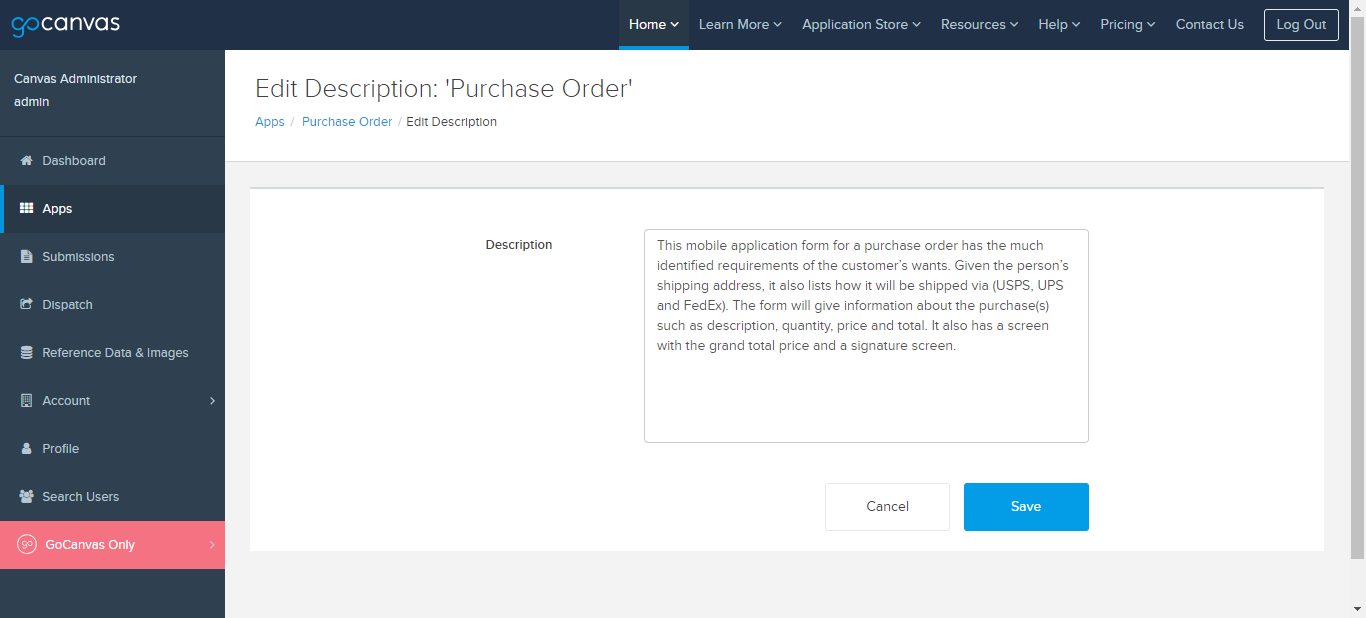 gocanvas
Home
Learn More
Application Store
Resources
Help
Pricing
Contact Us
Log Out
Canvas Administrator
admin
Dashboard
Apps
Submissions
Dispatch
Reference Data & Images
Account
Profile
Search Users
go GoCanvas Only
Edit Description: 'Purchase Order'
Apps / Purchase Order / Edit Description
Description
This mobile application form for a purchase order has the much
identified requirements of the customer’s wants. Given the person’s
shipping address, it also lists how it will be shipped via (USPS, UPS
and FedEx). The form will give information about the purchase(s)
such as description, quantity, price and total. It also has a screen
with the grand total price and a signature screen.
Cancel
Save